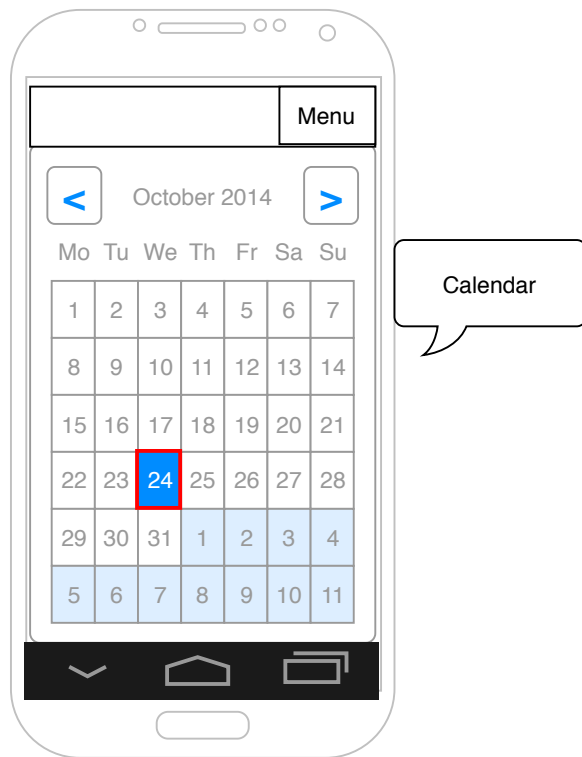 Menu
< October 2014 >
Mo Tu We Th Fr Sa Su
1 2 3 4 5 6 7
8 9 10 11 12 13 14
15 16 17 18 19 20 21
22 23 24 25 26 27 28
29 30 31 1 2 3 4
5 6 7 8 9 10 11
Calendar